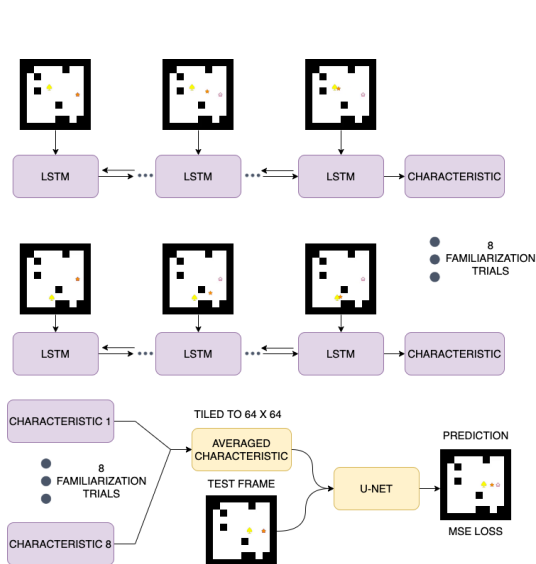 LSTM
LSTM
LSTM
CHARACTERISTIC
8
FAMILIARIZATION
TRIALS
LSTM
LSTM
LSTM
CHARACTERISTIC
CHARACTERISTIC 1
8
FAMILIARIZATION
TRIALS
CHARACTERISTIC 8
TILED TO 64 X 64
AVERAGED
CHARACTERISTIC
TEST FRAME
U-NET
PREDICTION
MSE LOSS